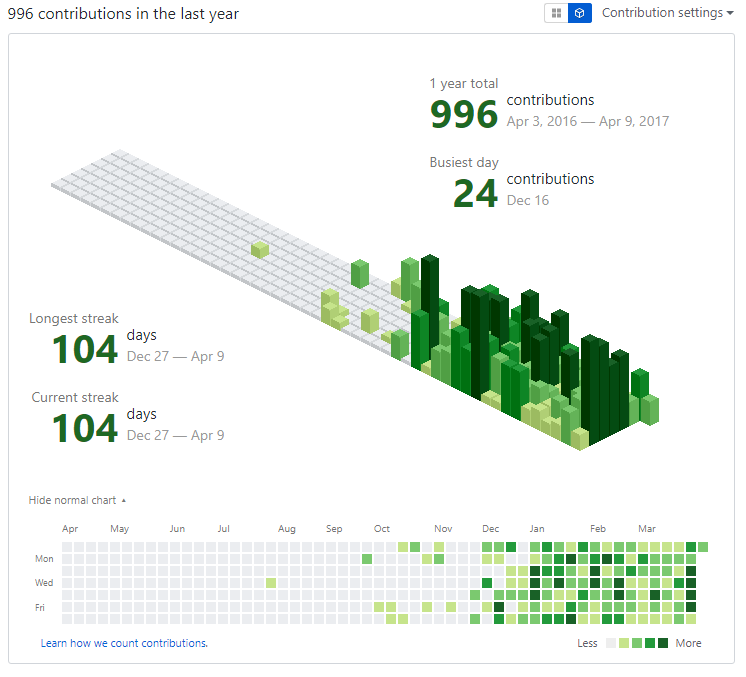 996 contributions in the last year
Contribution settings
1 year total
996 contributions
Apr 3, 2016 — Apr 9, 2017
Busiest day
24 contributions
Dec 16
Longest streak
104 days
Dec 27 — Apr 9
Current streak
104 days
Dec 27 — Apr 9
Hide normal chart
Apr May Jun Jul Aug Sep Oct Nov Dec Jan Feb Mar
Mon
Wed
Fri
Learn how we count contributions.
Less More